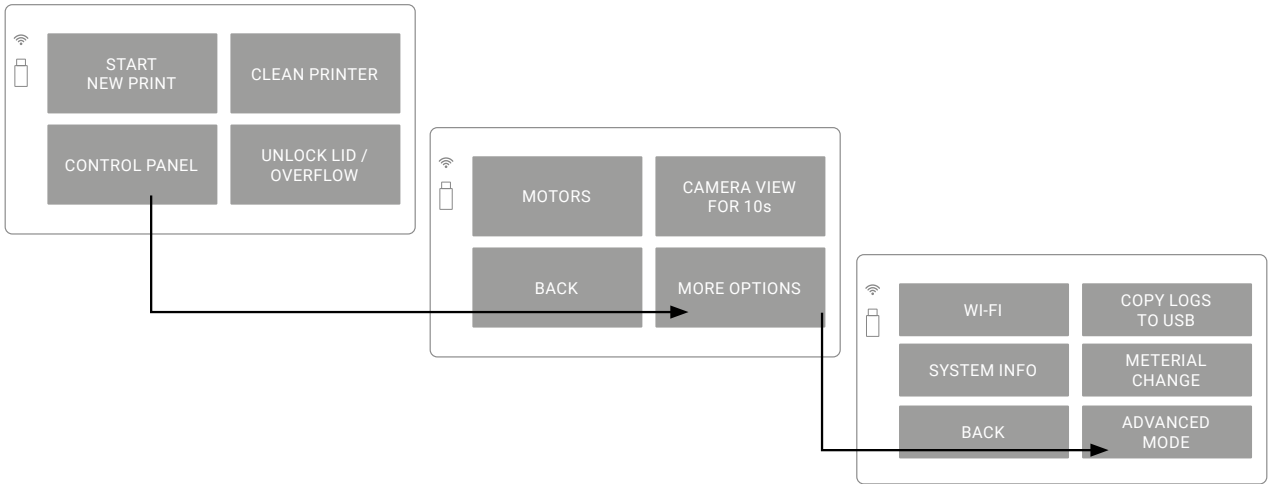 START
NEW PRINT
CLEAN PRINTER
CONTROL PANEL
UNLOCK LID /
OVERFLOW
MOTORS
CAMERA VIEW
FOR 10s
BACK
MORE OPTIONS
WI-FI
COPY LOGS
TO USB
SYSTEM INFO
METERIAL
CHANGE
BACK
ADVANCED
MODE